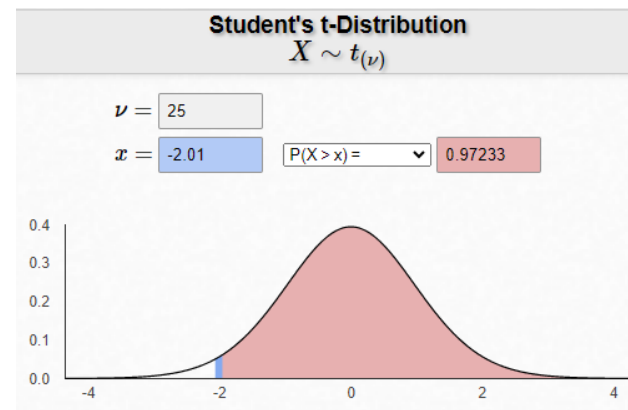 Student's t-Distribution
X ∼ t(ν)
ν = 25
x = -2.01 P(X > x) = 0.97233
0.4
0.3
0.2
0.1
0.0
-4 -2 0 2 4